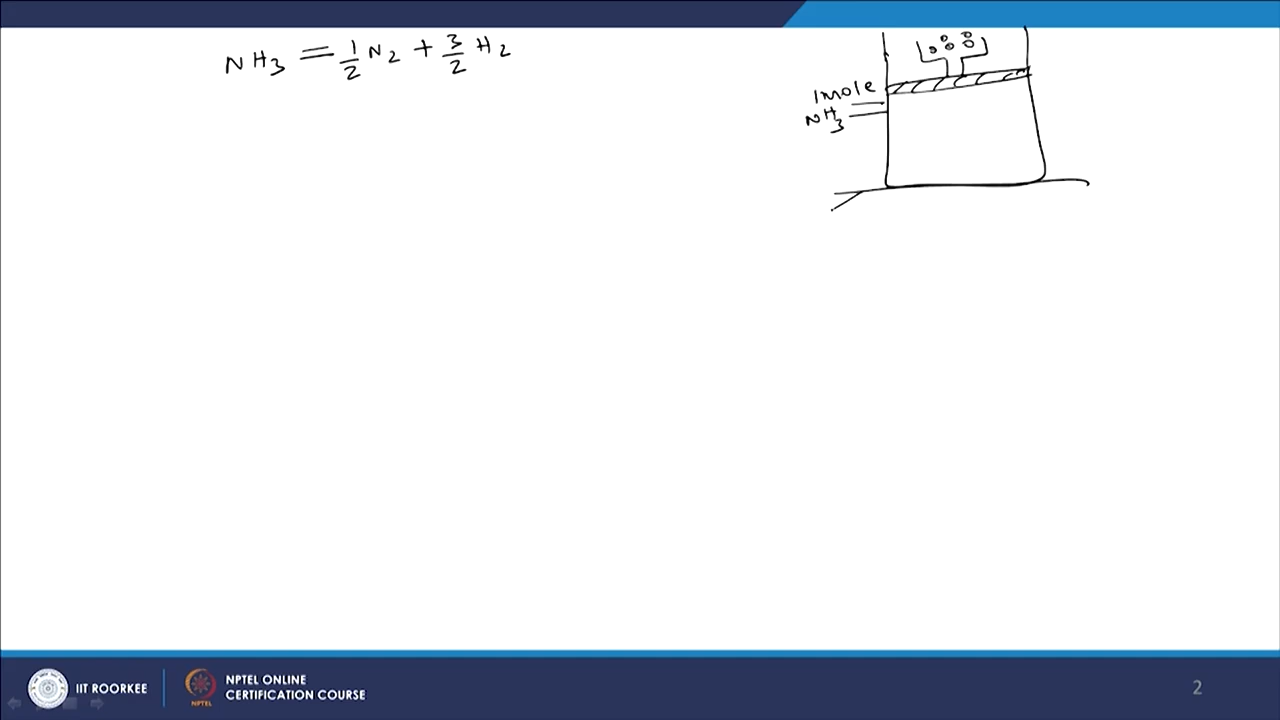 NH₃ = 1/2 N₂ + 3/2 H₂
1mole
NH₃
IIT ROORKEE
NPTEL ONLINE
CERTIFICATION COURSE
NPTEL
2